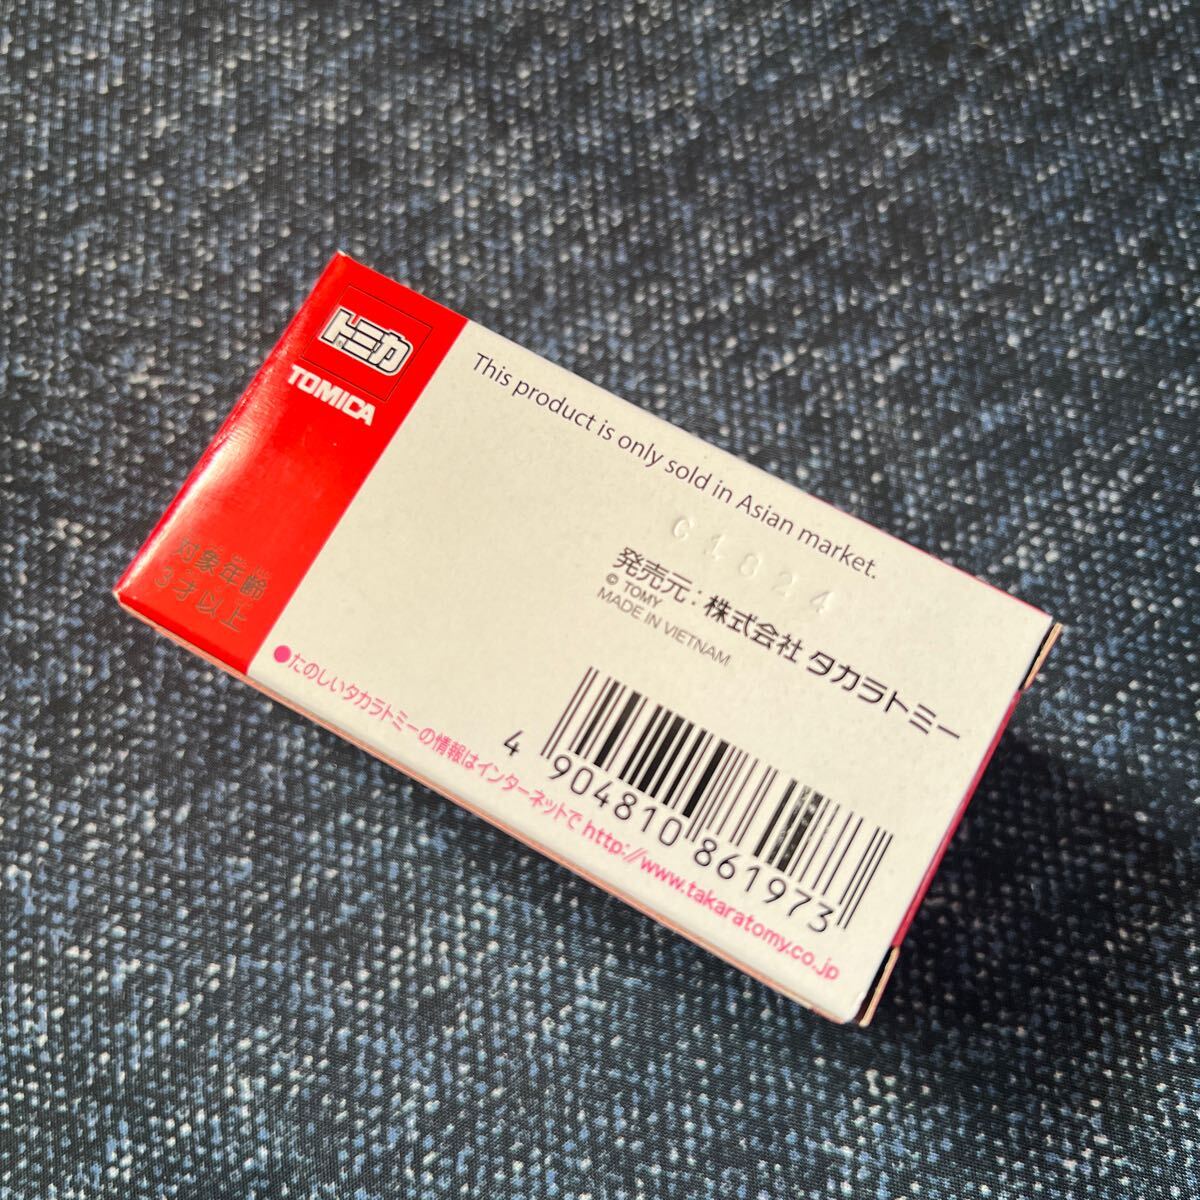 トミカ
TOMICA
対象年齢
3才以上
This product is only sold in Asian market.
G1824
発売元：株式会社 タカラトミー
© TOMY
MADE IN VIETNAM
4 904810 861973
●たのしいタカラトミーの情報はインターネットで http://www.takaratomy.co.jp